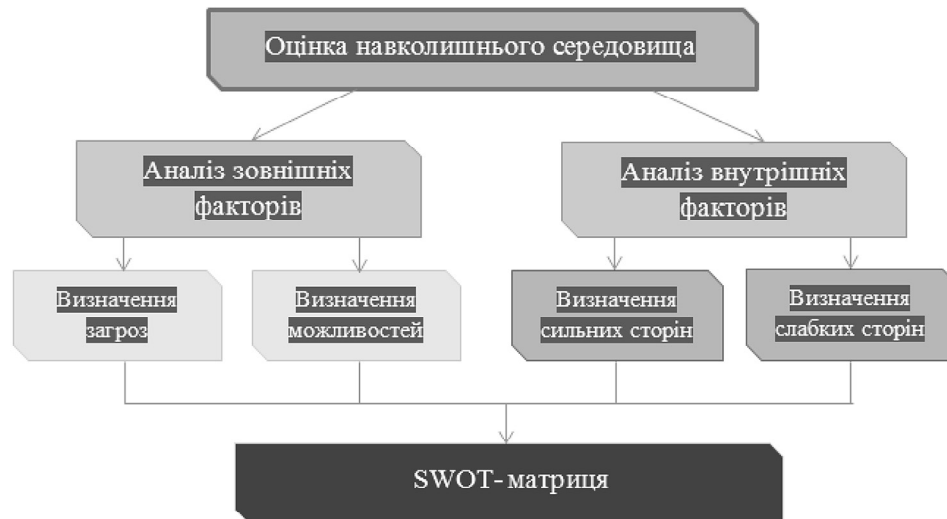 Оцінка навколишнього середовища
Аналіз зовнішніх
факторів
Аналіз внутрішніх
факторів
Визначення
загроз
Визначення
можливостей
Визначення
сильних сторін
Визначення
слабких сторін
SWOT- матриця